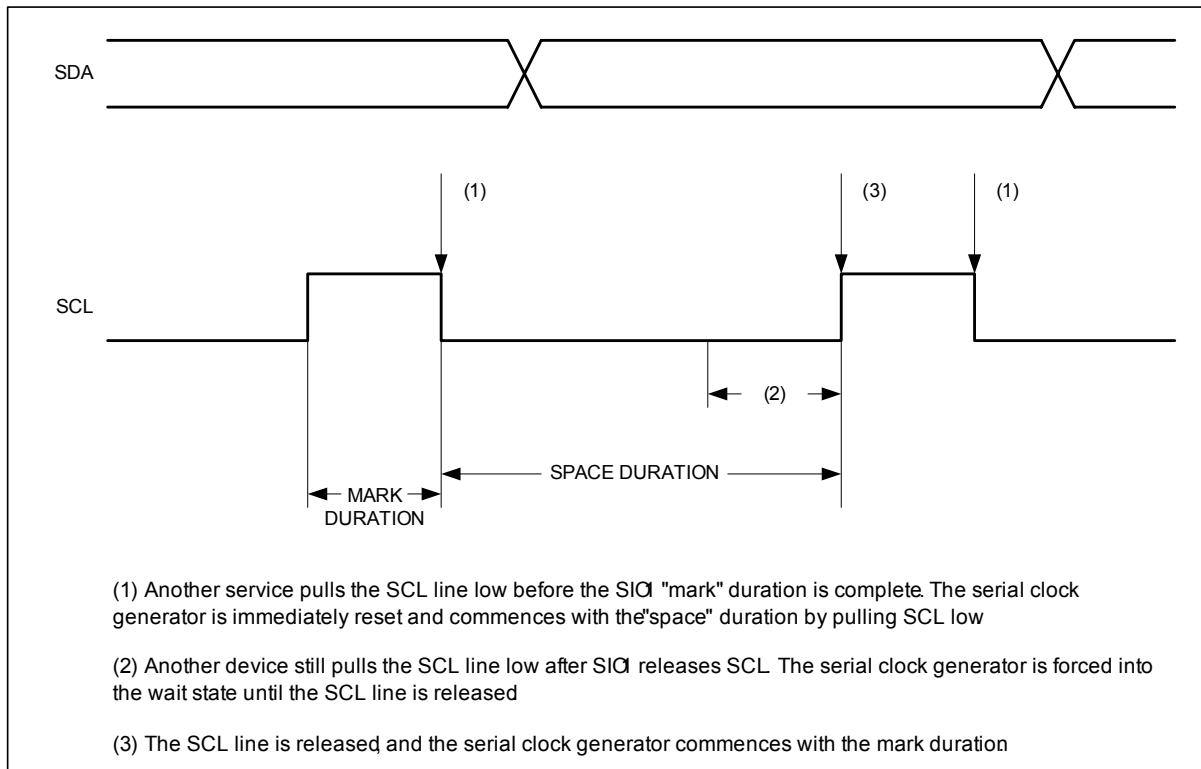 SDA
(1)
(3)
(1)
SCL
(2)
SPACE DURATION
MARK
DURATION
(1) Another service pulls the SCL line low before the SIO1 "mark" duration is complete. The serial clock
generator is immediately reset and commences with the"space" duration by pulling SCL low
(2) Another device still pulls the SCL line low after SIO1 releases SCL. The serial clock generator is forced into
the wait state until the SCL line is released
(3) The SCL line is released, and the serial clock generator commences with the mark duration.